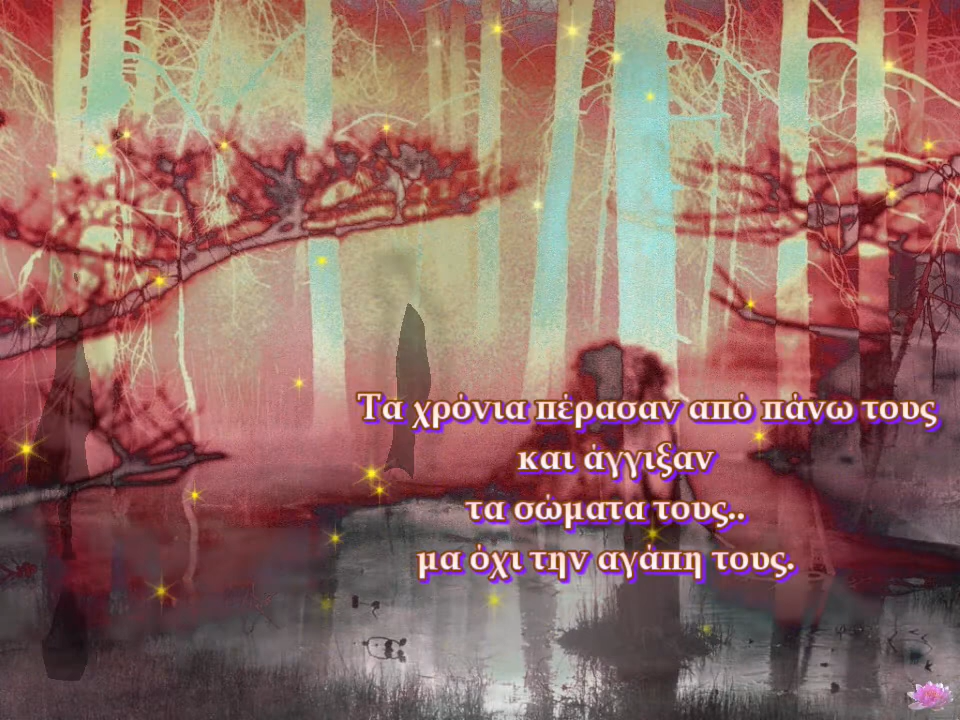 Τα χρόνια πέρασαν από πάνω τους
και άγγιξαν
τα σώματα τους..
μα όχι την αγάπη τους.